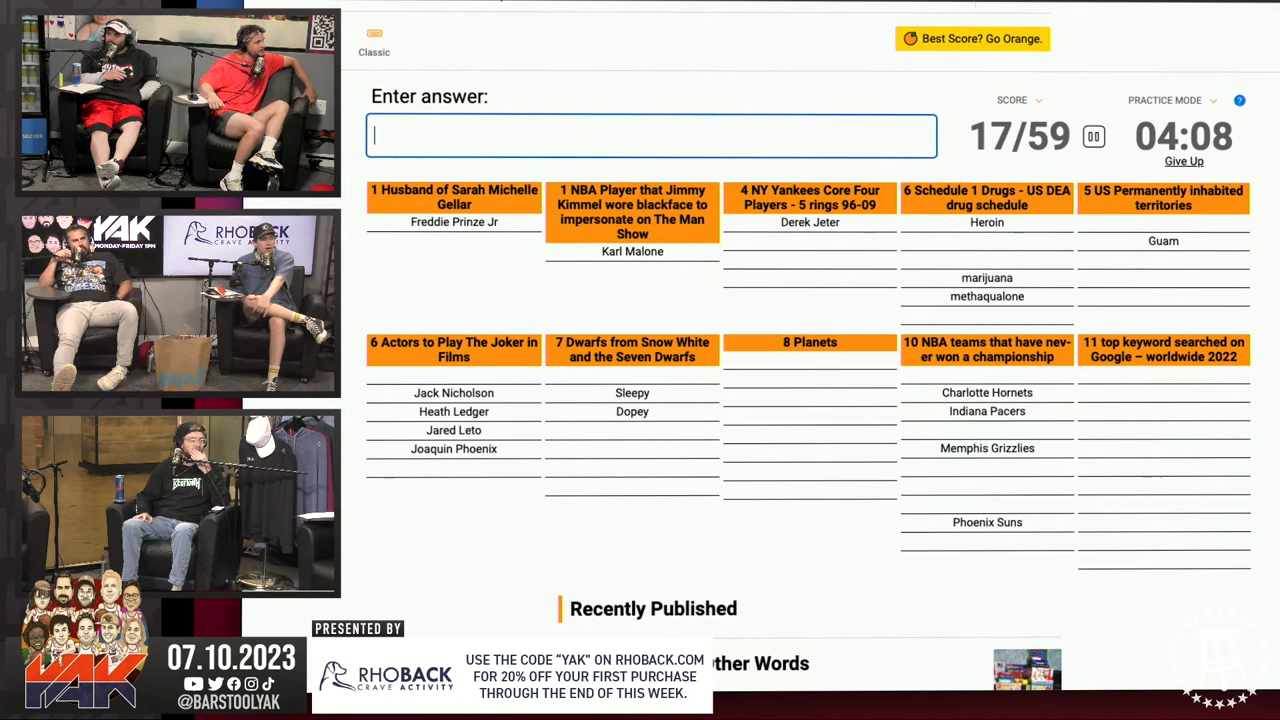 Classic
Best Score? Go Orange.
Enter answer:
SCORE
PRACTICE MODE
?
17/59
04:08
Give Up
1 Husband of Sarah Michelle
Gellar
Freddie Prinze Jr
1 NBA Player that Jimmy
Kimmel wore blackface to
impersonate on The Man
Show
Karl Malone
4 NY Yankees Core Four
Players - 5 rings 96-09
Derek Jeter
6 Schedule 1 Drugs - US DEA
drug schedule
Heroin
marijuana
methaqualone
5 US Permanently inhabited
territories
Guam
6 Actors to Play The Joker in
Films
Jack Nicholson
Heath Ledger
Jared Leto
Joaquin Phoenix
7 Dwarfs from Snow White
and the Seven Dwarfs
Sleepy
Dopey
8 Planets
10 NBA teams that have nev-
er won a championship
Charlotte Hornets
Indiana Pacers
Memphis Grizzlies
Phoenix Suns
11 top keyword searched on
Google – worldwide 2022
Recently Published
ther Words
YAK
MONDAY-FRIDAY 1PM
RHOBACK
CRAVE ACTIVITY
YAK
07.10.2023
@BARSTOOLYAK
PRESENTED BY
RHOBACK
CRAVE ACTIVITY
USE THE CODE "YAK" ON RHOBACK.COM
FOR 20% OFF YOUR FIRST PURCHASE
THROUGH THE END OF THIS WEEK.